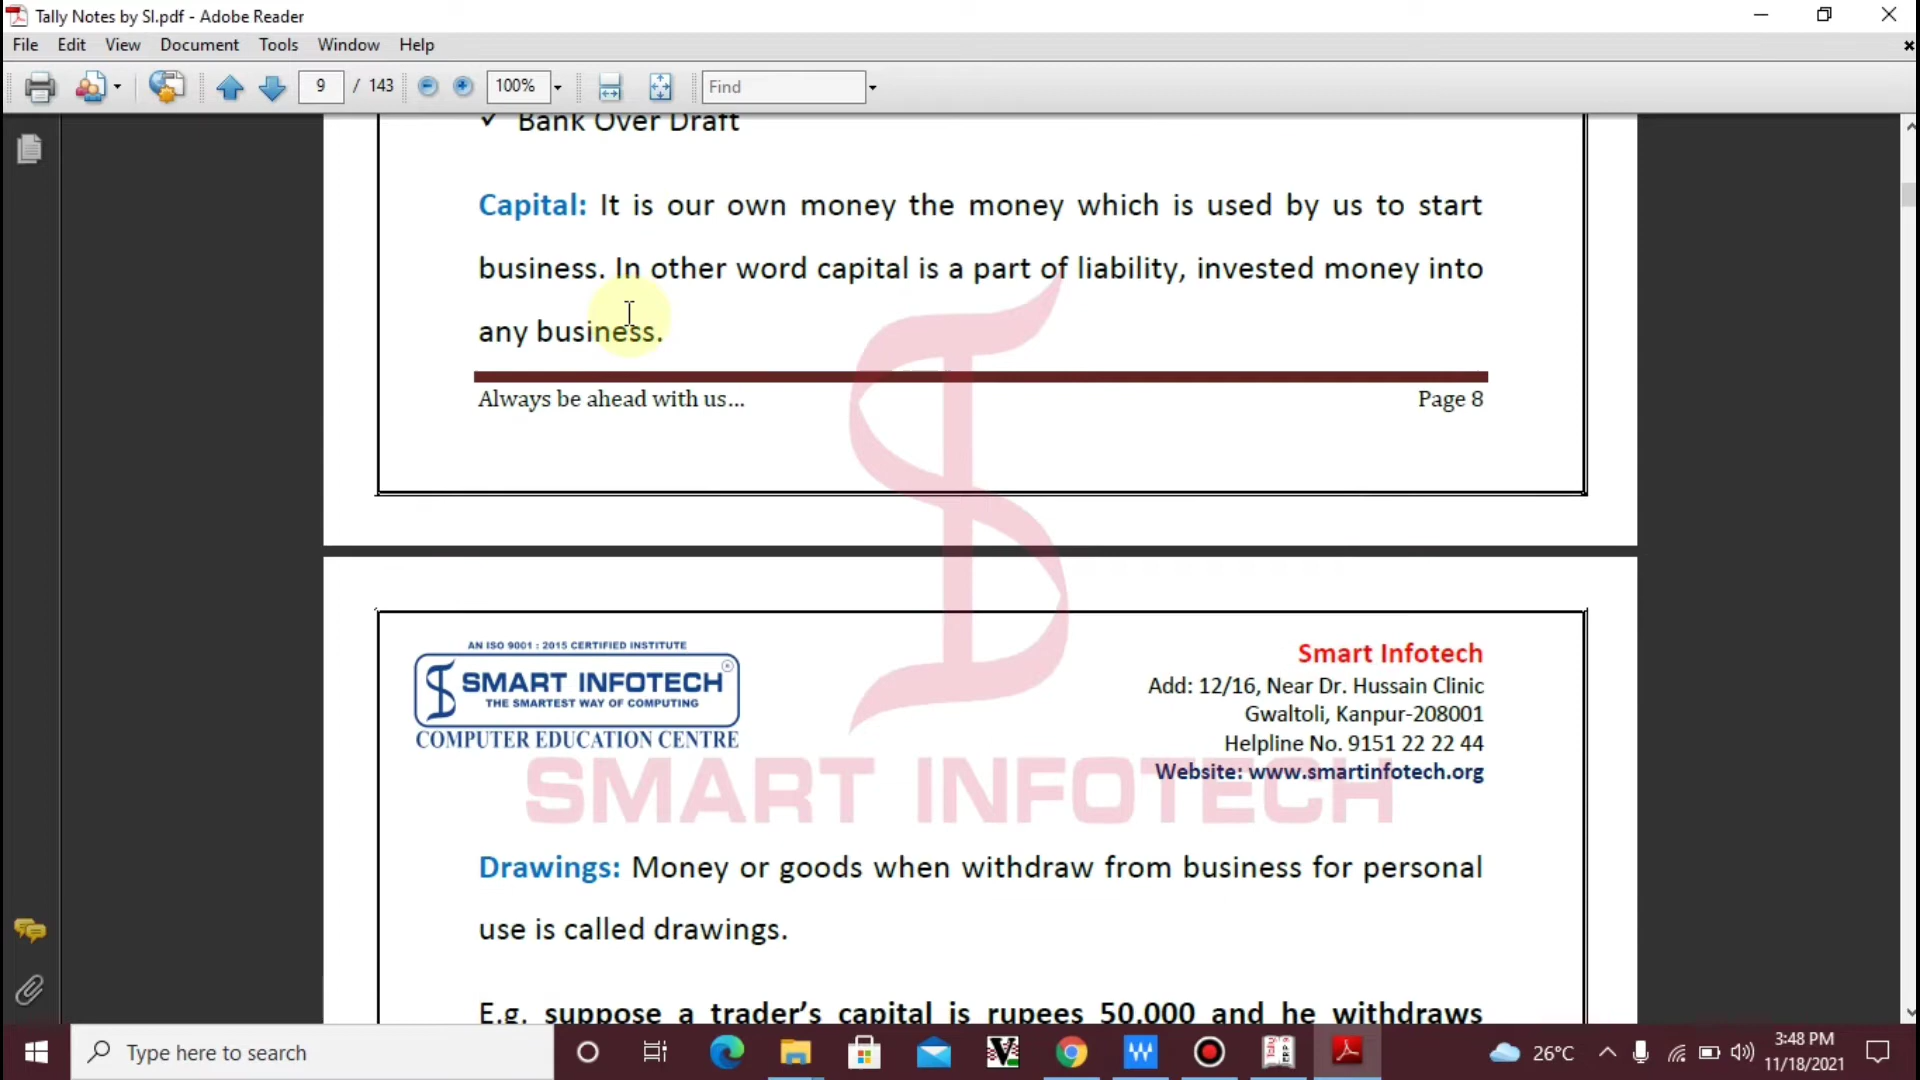 Tally Notes by SI.pdf - Adobe Reader
File Edit View Document Tools Window Help
9 / 143 100% Find
Bank Over Draft
Capital: It is our own money the money which is used by us to start
business. In other word capital is a part of liability, invested money into
any business.
Always be ahead with us... Page 8
AN ISO 9001 : 2015 CERTIFIED INSTITUTE
SMART INFOTECH
THE SMARTEST WAY OF COMPUTING
COMPUTER EDUCATION CENTRE
Smart Infotech
Add: 12/16, Near Dr. Hussain Clinic
Gwaltoli, Kanpur-208001
Helpline No. 9151 22 22 44
Website: www.smartinfotech.org
SMART INFOTECH
Drawings: Money or goods when withdraw from business for personal
use is called drawings.
E.g. suppose a trader's capital is rupees 50,000 and he withdraws
Type here to search
26°C
3:48 PM
11/18/2021